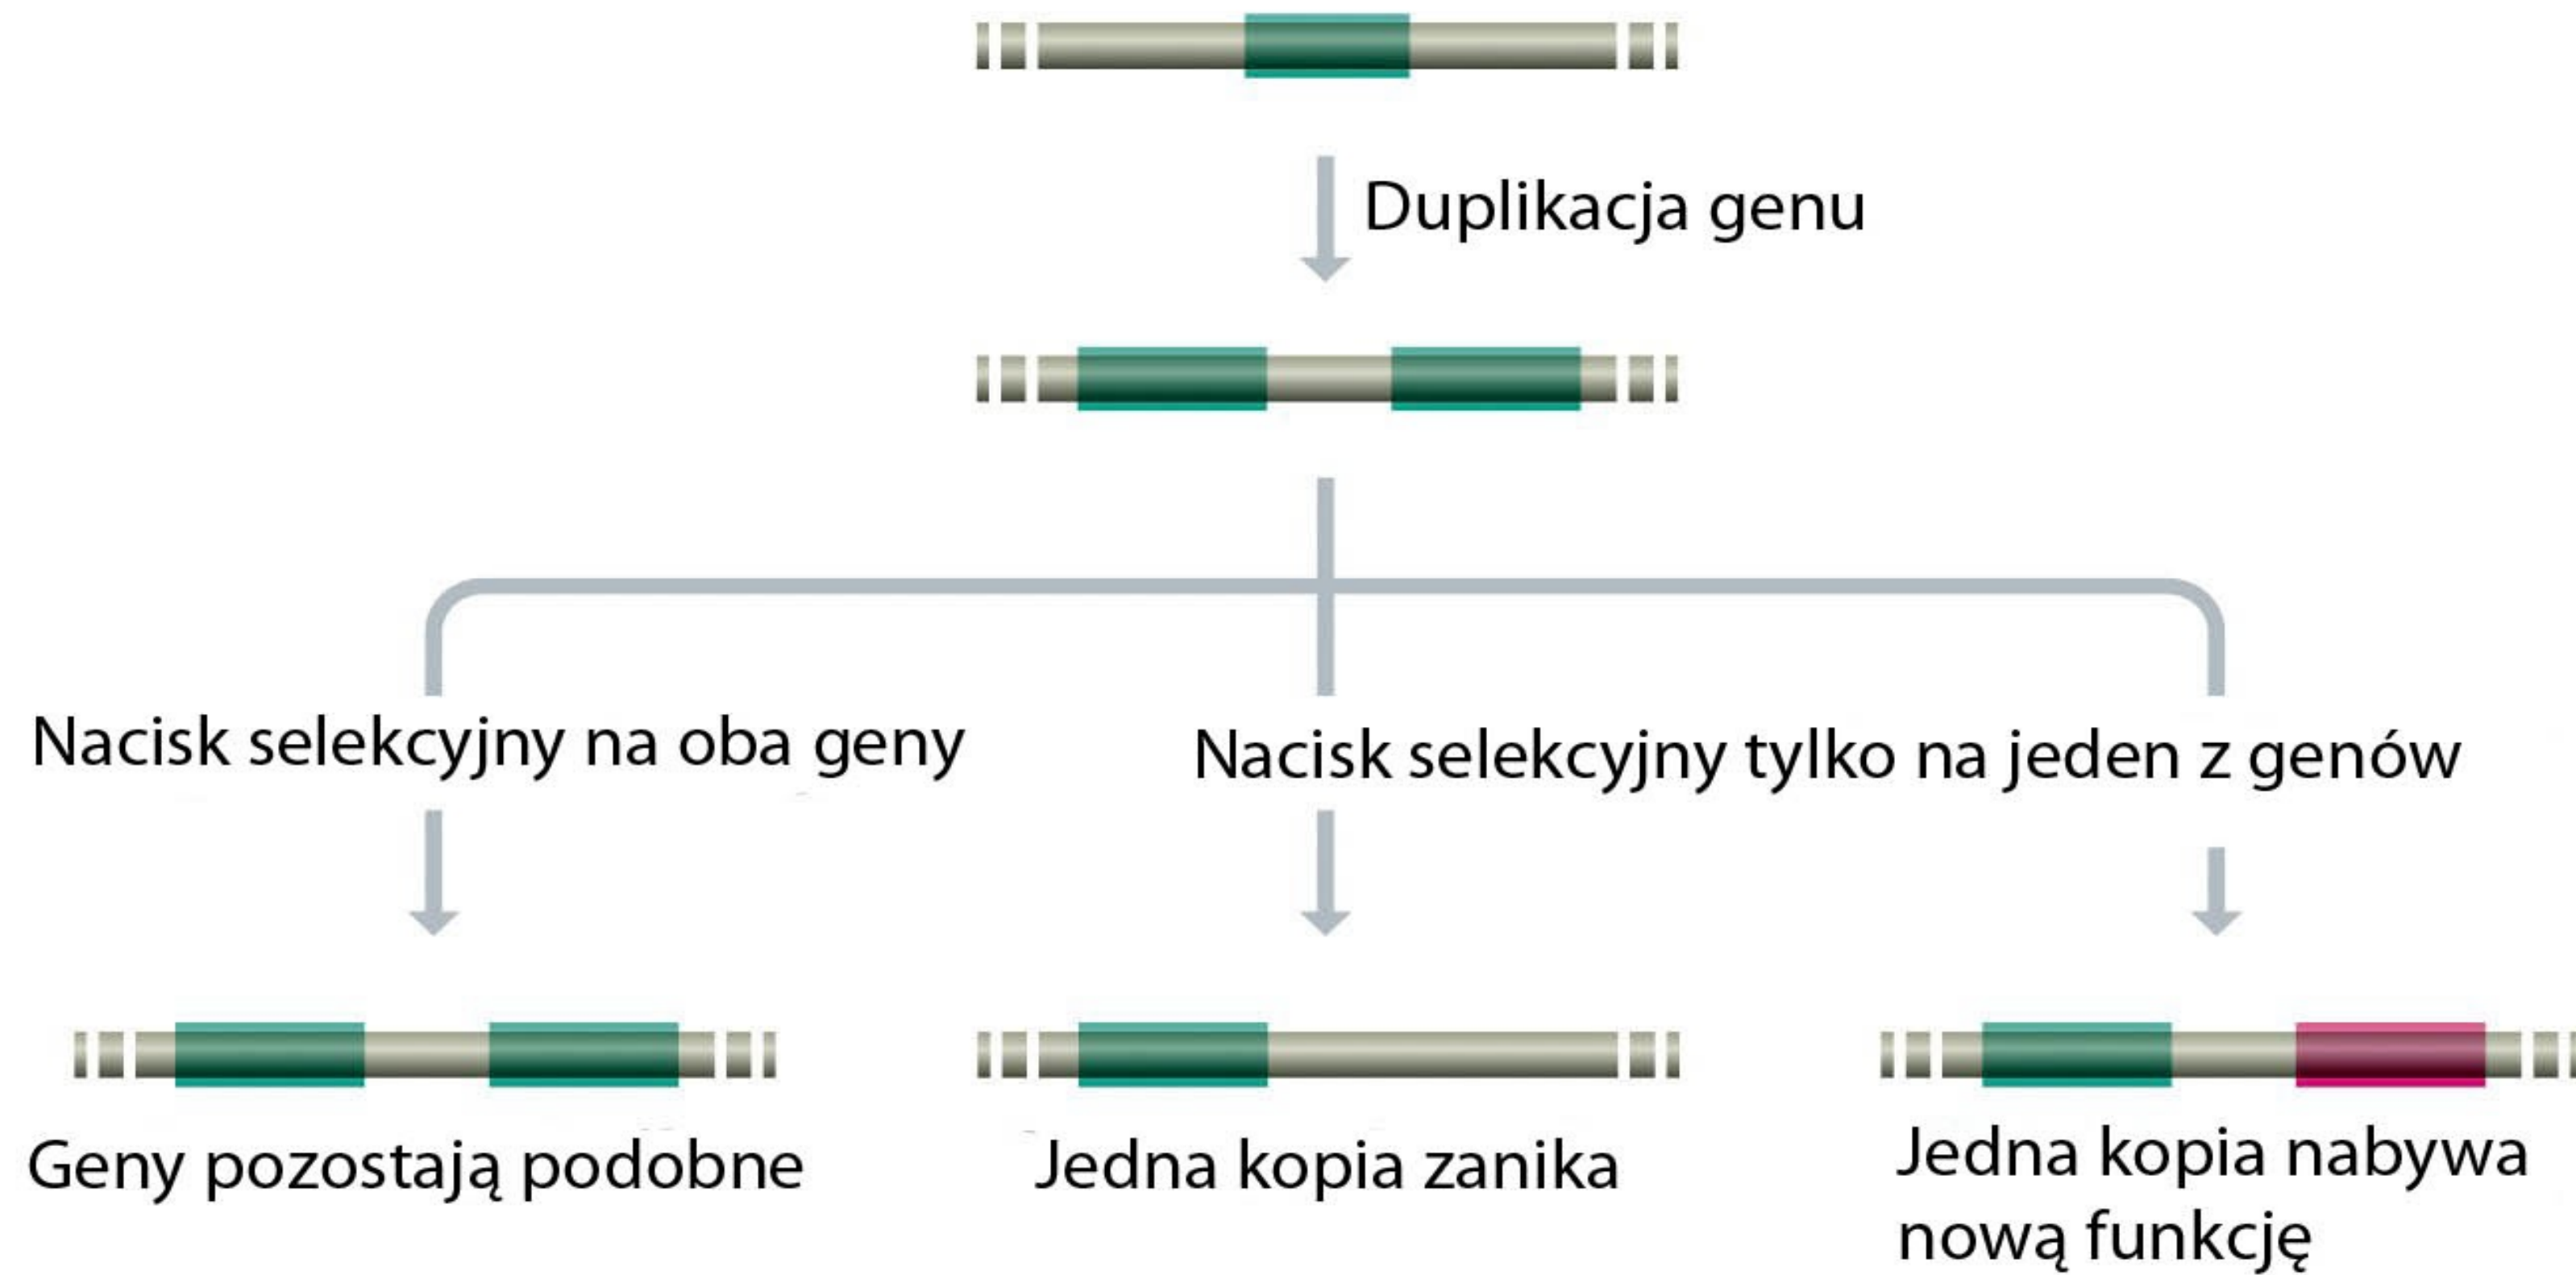 Duplikacja genu
Nacisk selekcyjny na oba geny
Nacisk selekcyjny tylko na jeden z genów
Geny pozostają podobne
Jedna kopia zanika
Jedna kopia nabywa
nową funkcję